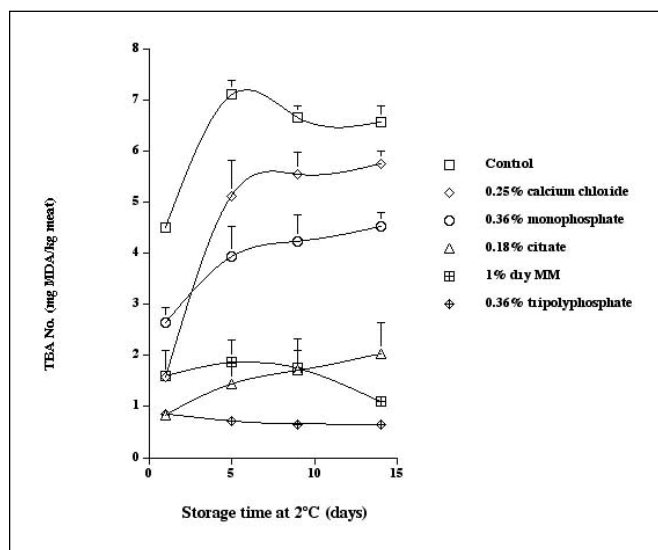 8
7
6
5
4
3
2
1
0
0 5 10 15
TBA No. (mg MDA/kg meat)
Storage time at 2°C (days)
Control
0.25% calcium chloride
0.36% monophosphate
0.18% citrate
1% dry MM
0.36% tripolyphosphate